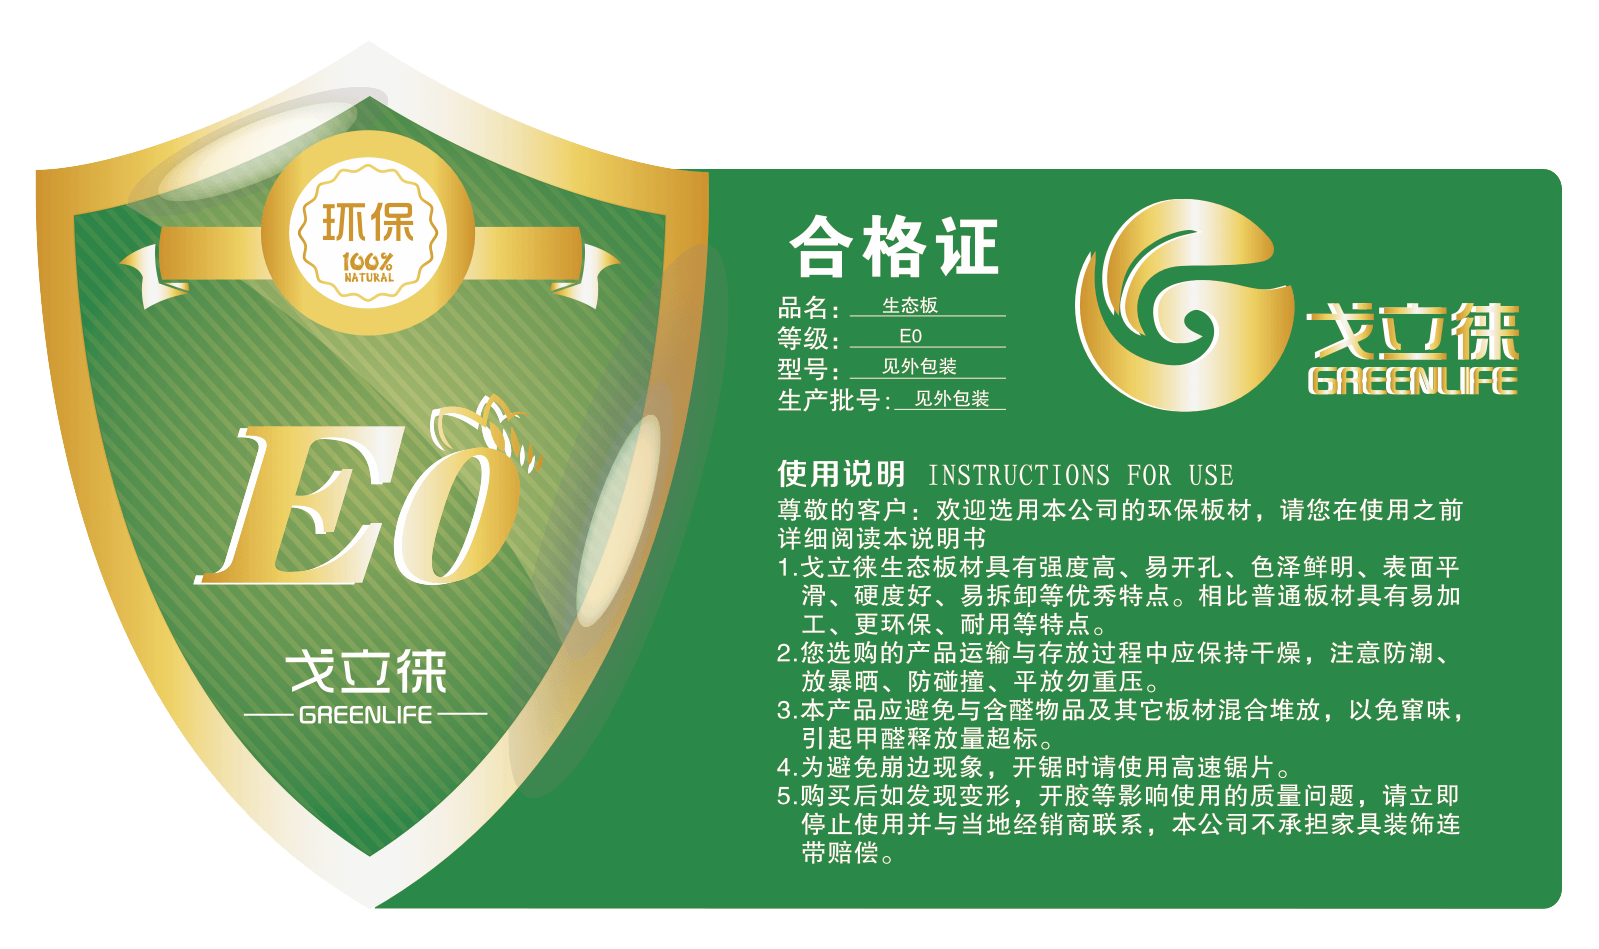 环保
100%
NATURAL
E0
戈立徕
GREENLIFE
合格证
品名：生态板
等级：E0
型号：见外包装
生产批号：见外包装
戈立徕
GREENLIFE
使用说明 INSTRUCTIONS FOR USE
尊敬的客户：欢迎选用本公司的环保板材，请您在使用之前
详细阅读本说明书
1.戈立徕生态板材具有强度高、易开孔、色泽鲜明、表面平
滑、硬度好、易拆卸等优秀特点。相比普通板材具有易加
工、更环保、耐用等特点。
2.您选购的产品运输与存放过程中应保持干燥，注意防潮、
放暴晒、防碰撞、平放勿重压。
3.本产品应避免与含醛物品及其它板材混合堆放，以免窜味，
引起甲醛释放量超标。
4.为避免崩边现象，开锯时请使用高速锯片。
5.购买后如发现变形，开胶等影响使用的质量问题，请立即
停止使用并与当地经销商联系，本公司不承担家具装饰连
带赔偿。